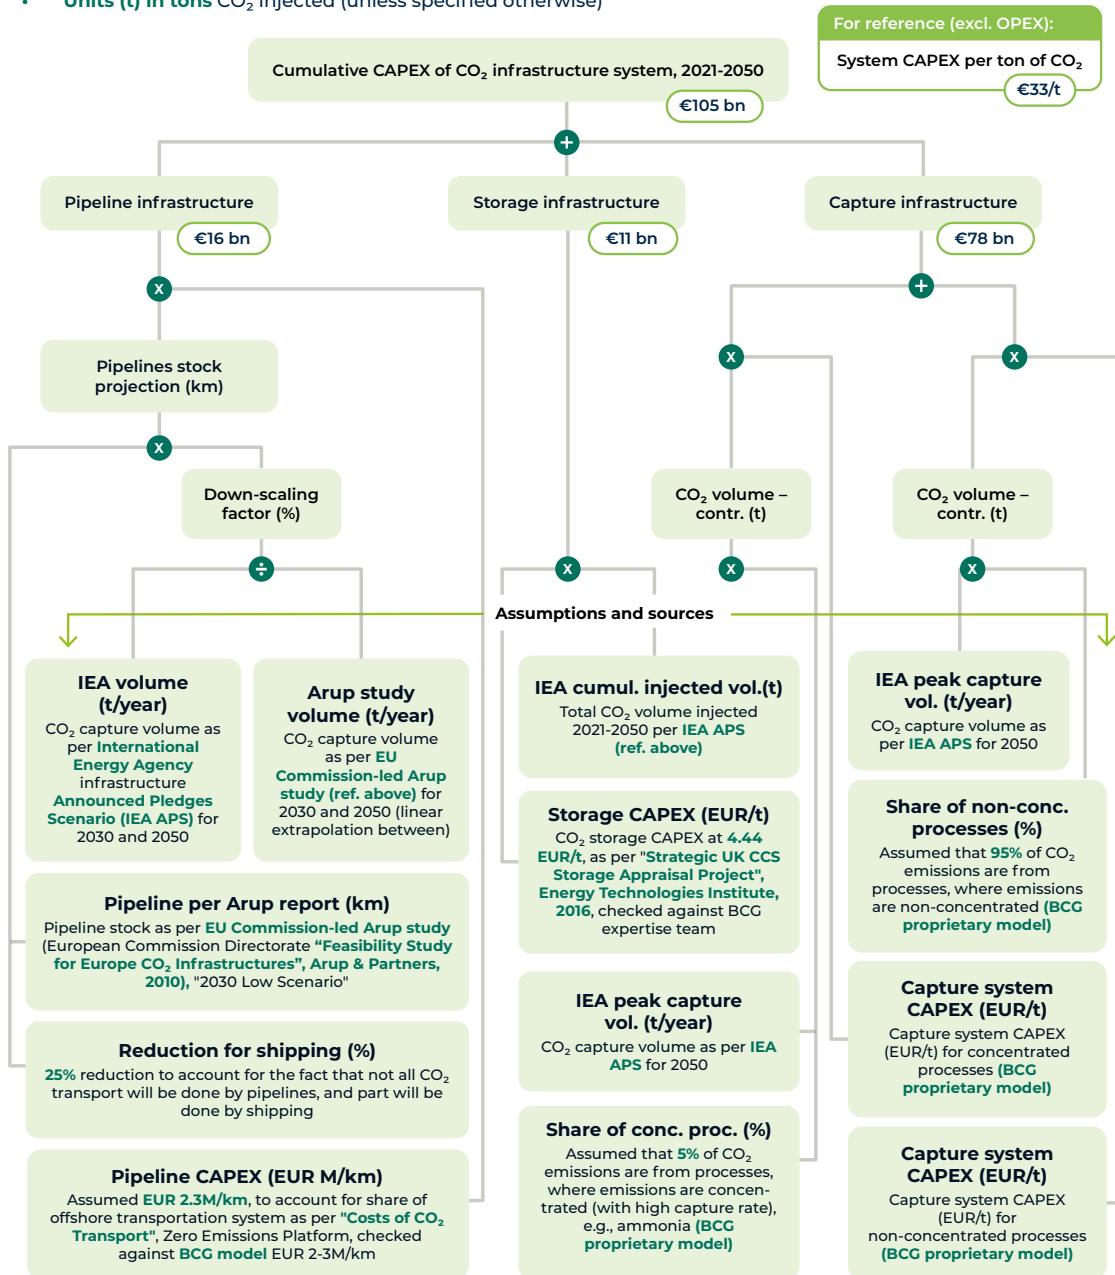 • Units (t) in tons CO₂ injected (unless specified otherwise)
For reference (excl. OPEX):
System CAPEX per ton of CO₂
€33/t
Cumulative CAPEX of CO₂ infrastructure system, 2021-2050
€105 bn
+
Pipeline infrastructure
€16 bn
Storage infrastructure
€11 bn
Capture infrastructure
€78 bn
X
+
Pipelines stock
projection (km)
X
X
X
Down-scaling
factor (%)
CO₂ volume –
contr. (t)
CO₂ volume –
contr. (t)
÷
X
X
X
Assumptions and sources
IEA volume
(t/year)
CO₂ capture volume as
per International
Energy Agency
infrastructure
Announced Pledges
Scenario (IEA APS) for
2030 and 2050
Arup study
volume (t/year)
CO₂ capture volume
as per EU
Commission-led Arup
study (ref. above) for
2030 and 2050 (linear
extrapolation between)
Pipeline per Arup report (km)
Pipeline stock as per EU Commission-led Arup study
(European Commission Directorate “Feasibility Study
for Europe CO₂ Infrastructures”, Arup & Partners,
2010), "2030 Low Scenario"
Reduction for shipping (%)
25% reduction to account for the fact that not all CO₂
transport will be done by pipelines, and part will be
done by shipping
Pipeline CAPEX (EUR M/km)
Assumed EUR 2.3M/km, to account for share of
offshore transportation system as per "Costs of CO₂
Transport", Zero Emissions Platform, checked
against BCG model EUR 2-3M/km
IEA cumul. injected vol.(t)
Total CO₂ volume injected
2021-2050 per IEA APS
(ref. above)
Storage CAPEX (EUR/t)
CO₂ storage CAPEX at 4.44
EUR/t, as per "Strategic UK CCS
Storage Appraisal Project",
Energy Technologies Institute,
2016, checked against BCG
expertise team
IEA peak capture
vol. (t/year)
CO₂ capture volume as per IEA
APS for 2050
Share of conc. proc. (%)
Assumed that 5% of CO₂
emissions are from processes,
where emissions are concen-
trated (with high capture rate),
e.g., ammonia (BCG
proprietary model)
IEA peak capture
vol. (t/year)
CO₂ capture volume as
per IEA APS for 2050
Share of non-conc.
processes (%)
Assumed that 95% of CO₂
emissions are from
processes, where emissions
are non-concentrated (BCG
proprietary model)
Capture system
CAPEX (EUR/t)
Capture system CAPEX
(EUR/t) for concentrated
processes (BCG
proprietary model)
Capture system
CAPEX (EUR/t)
Capture system CAPEX
(EUR/t) for
non-concentrated processes
(BCG proprietary model)